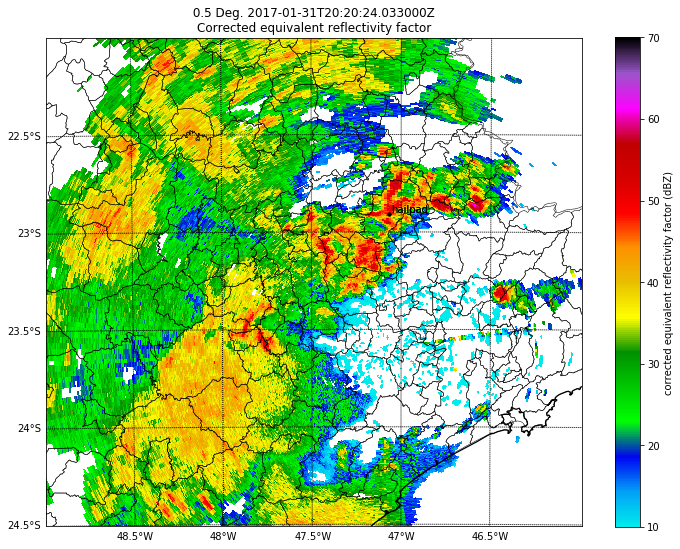 0.5 Deg. 2017-01-31T20:20:24.033000Z
Corrected equivalent reflectivity factor
70
60
50
40
30
20
10
corrected equivalent reflectivity factor (dBZ)
22.5°S
23°S
23.5°S
24°S
24.5°S
48.5°W
48°W
47.5°W
47°W
46.5°W